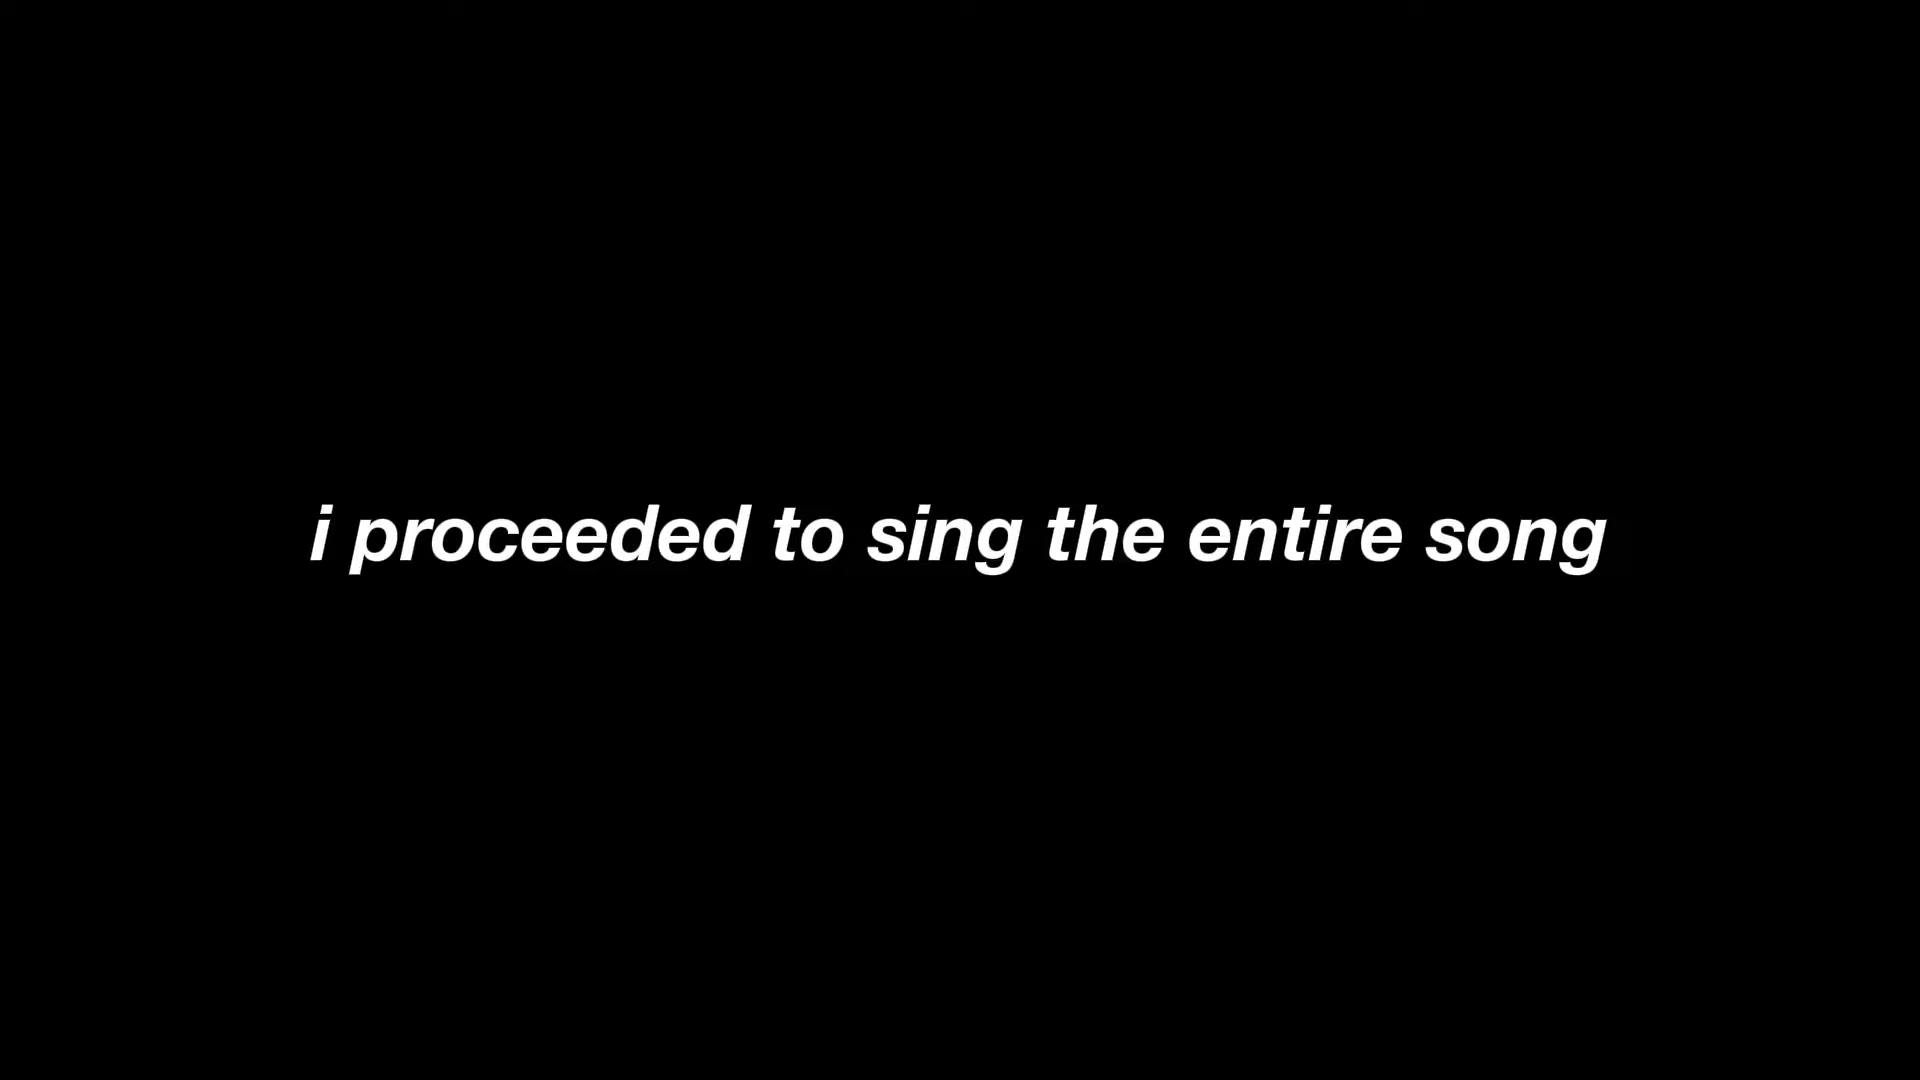 i proceeded to sing the entire song